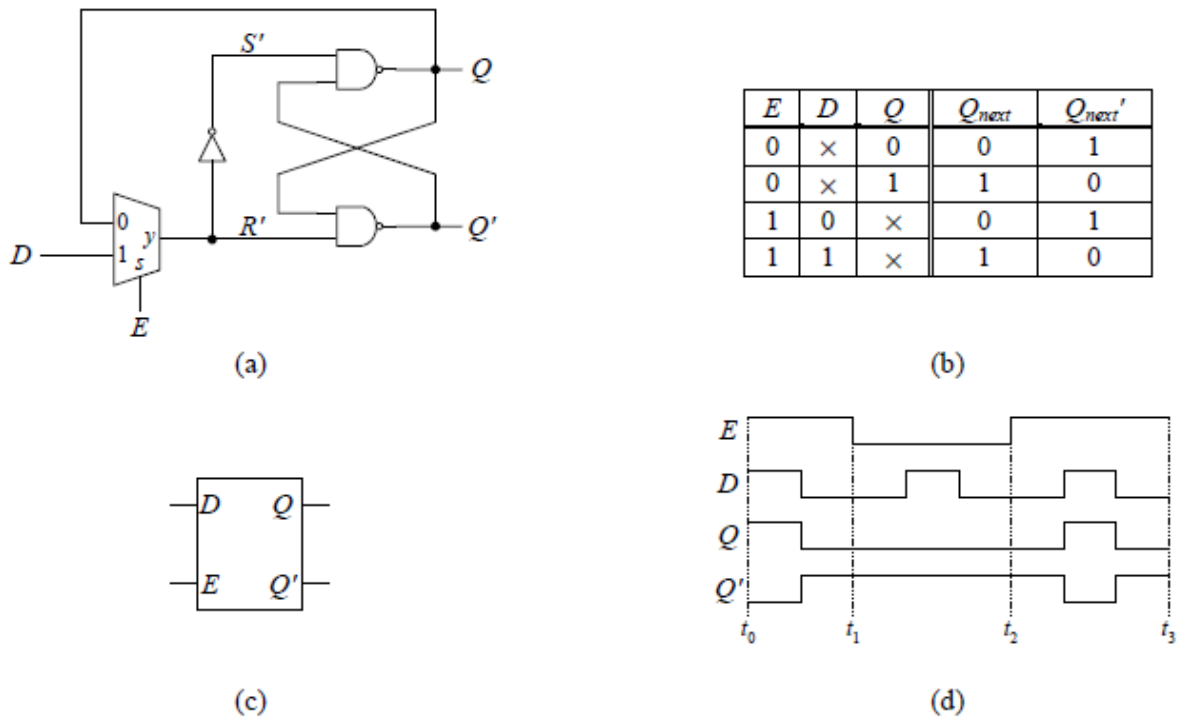 S'
Q
0
y
R'
1
s
D
Q'
E
(a)
E D Q Qnext Qnext'
0 × 0 0 1
0 × 1 1 0
1 0 × 0 1
1 1 × 1 0
(b)
D Q
E Q'
(c)
E
D
Q
Q'
t0 t1 t2 t3
(d)